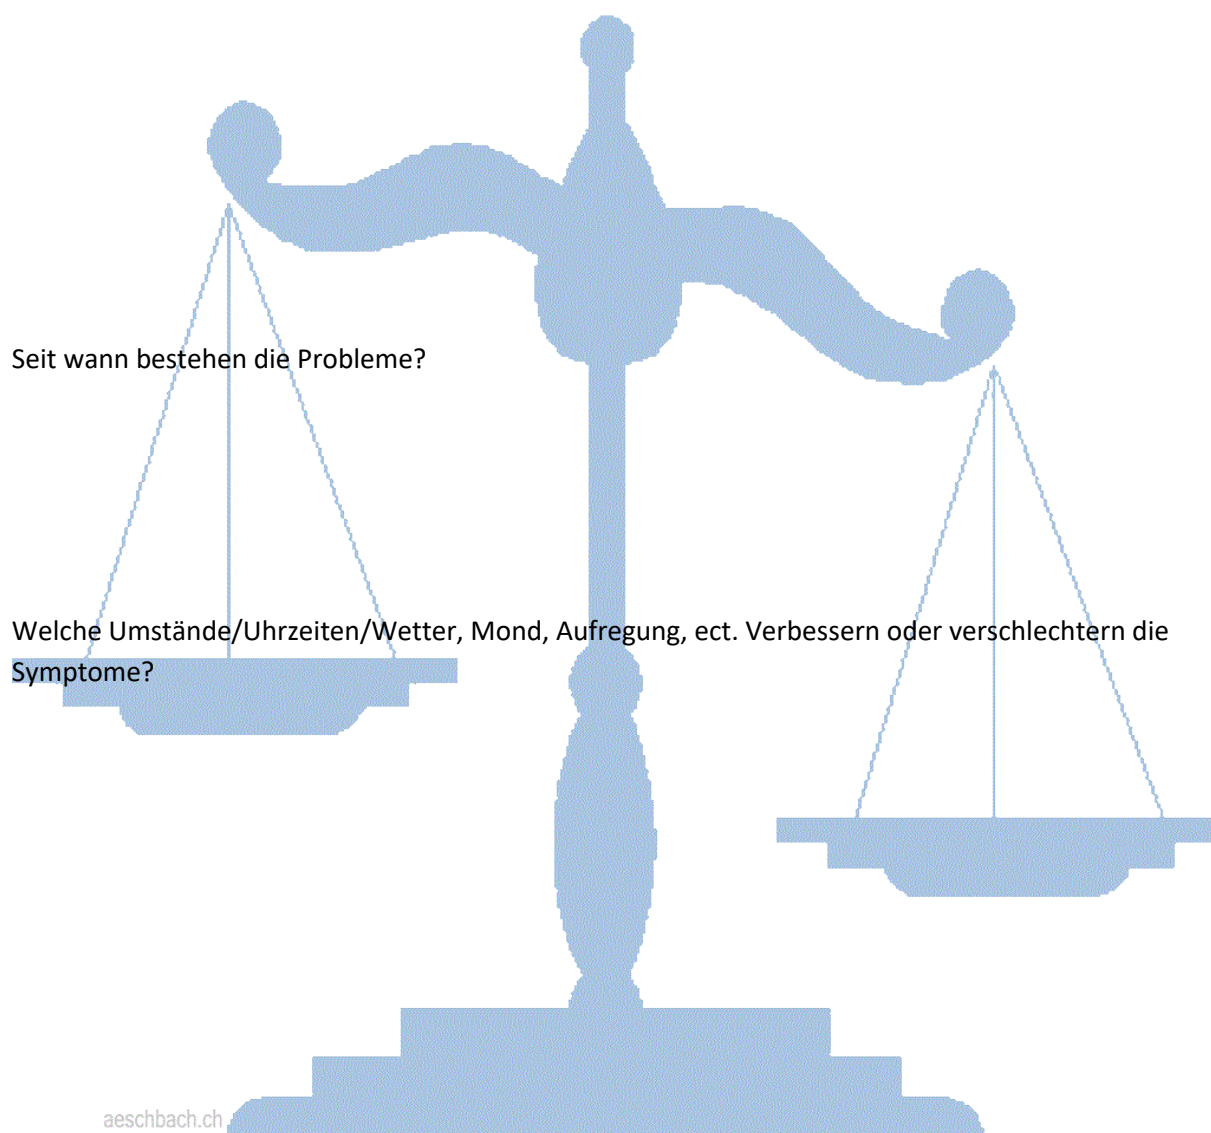 Seit wann bestehen die Probleme?
Welche Umstände/Uhrzeiten/Wetter, Mond, Aufregung, ect. Verbessern oder verschlechtern die
Symptome?
aeschbach.ch